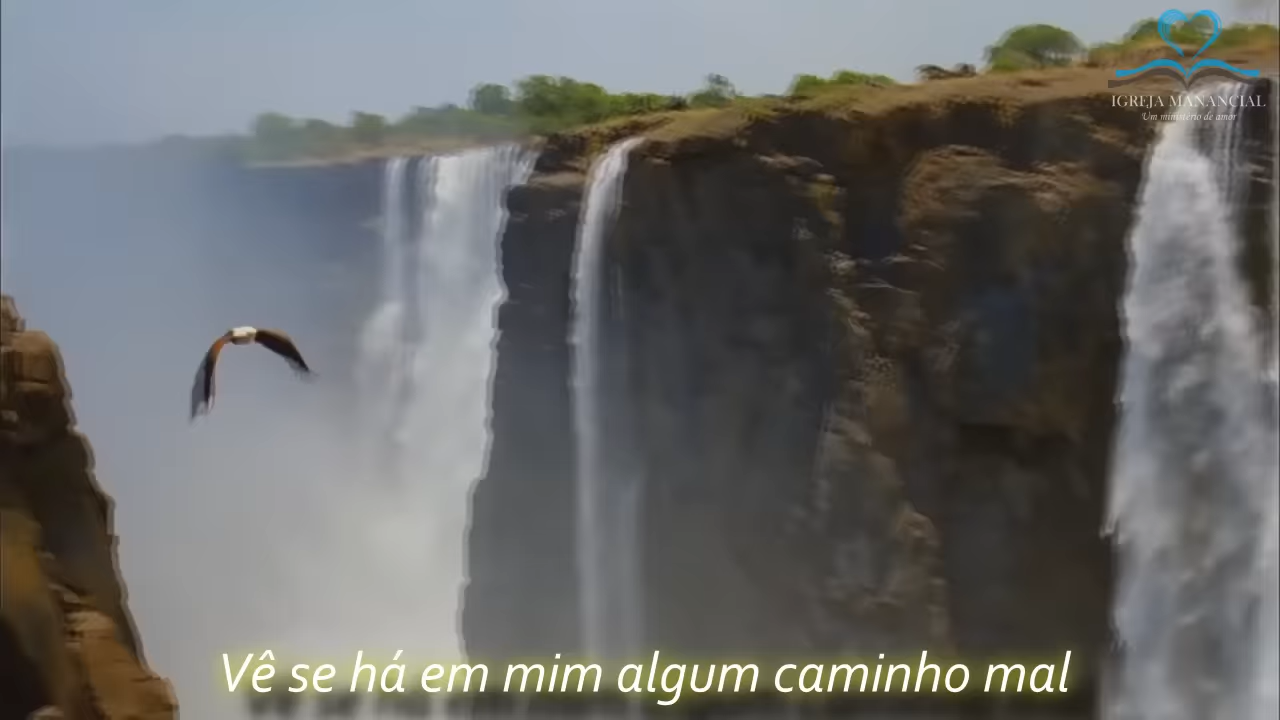 IGREJA MANANCIAL
Um ministério de amor
Vê se há em mim algum caminho mal